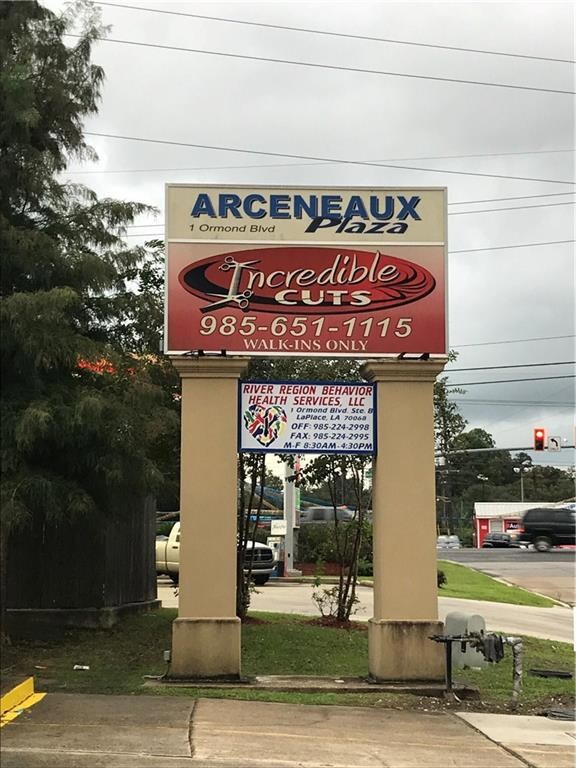 ARCENEAUX
1 Ormond Blvd Plaza
Incredible
CUTS
985-651-1115
WALK-INS ONLY
RIVER REGION BEHAVIOR
HEALTH SERVICES, LLC
1 Ormond Blvd. Ste. B
LaPlace, LA 70068
OFF: 985-224-2998
FAX: 985-224-2995
M-F 8:30AM-4:30PM